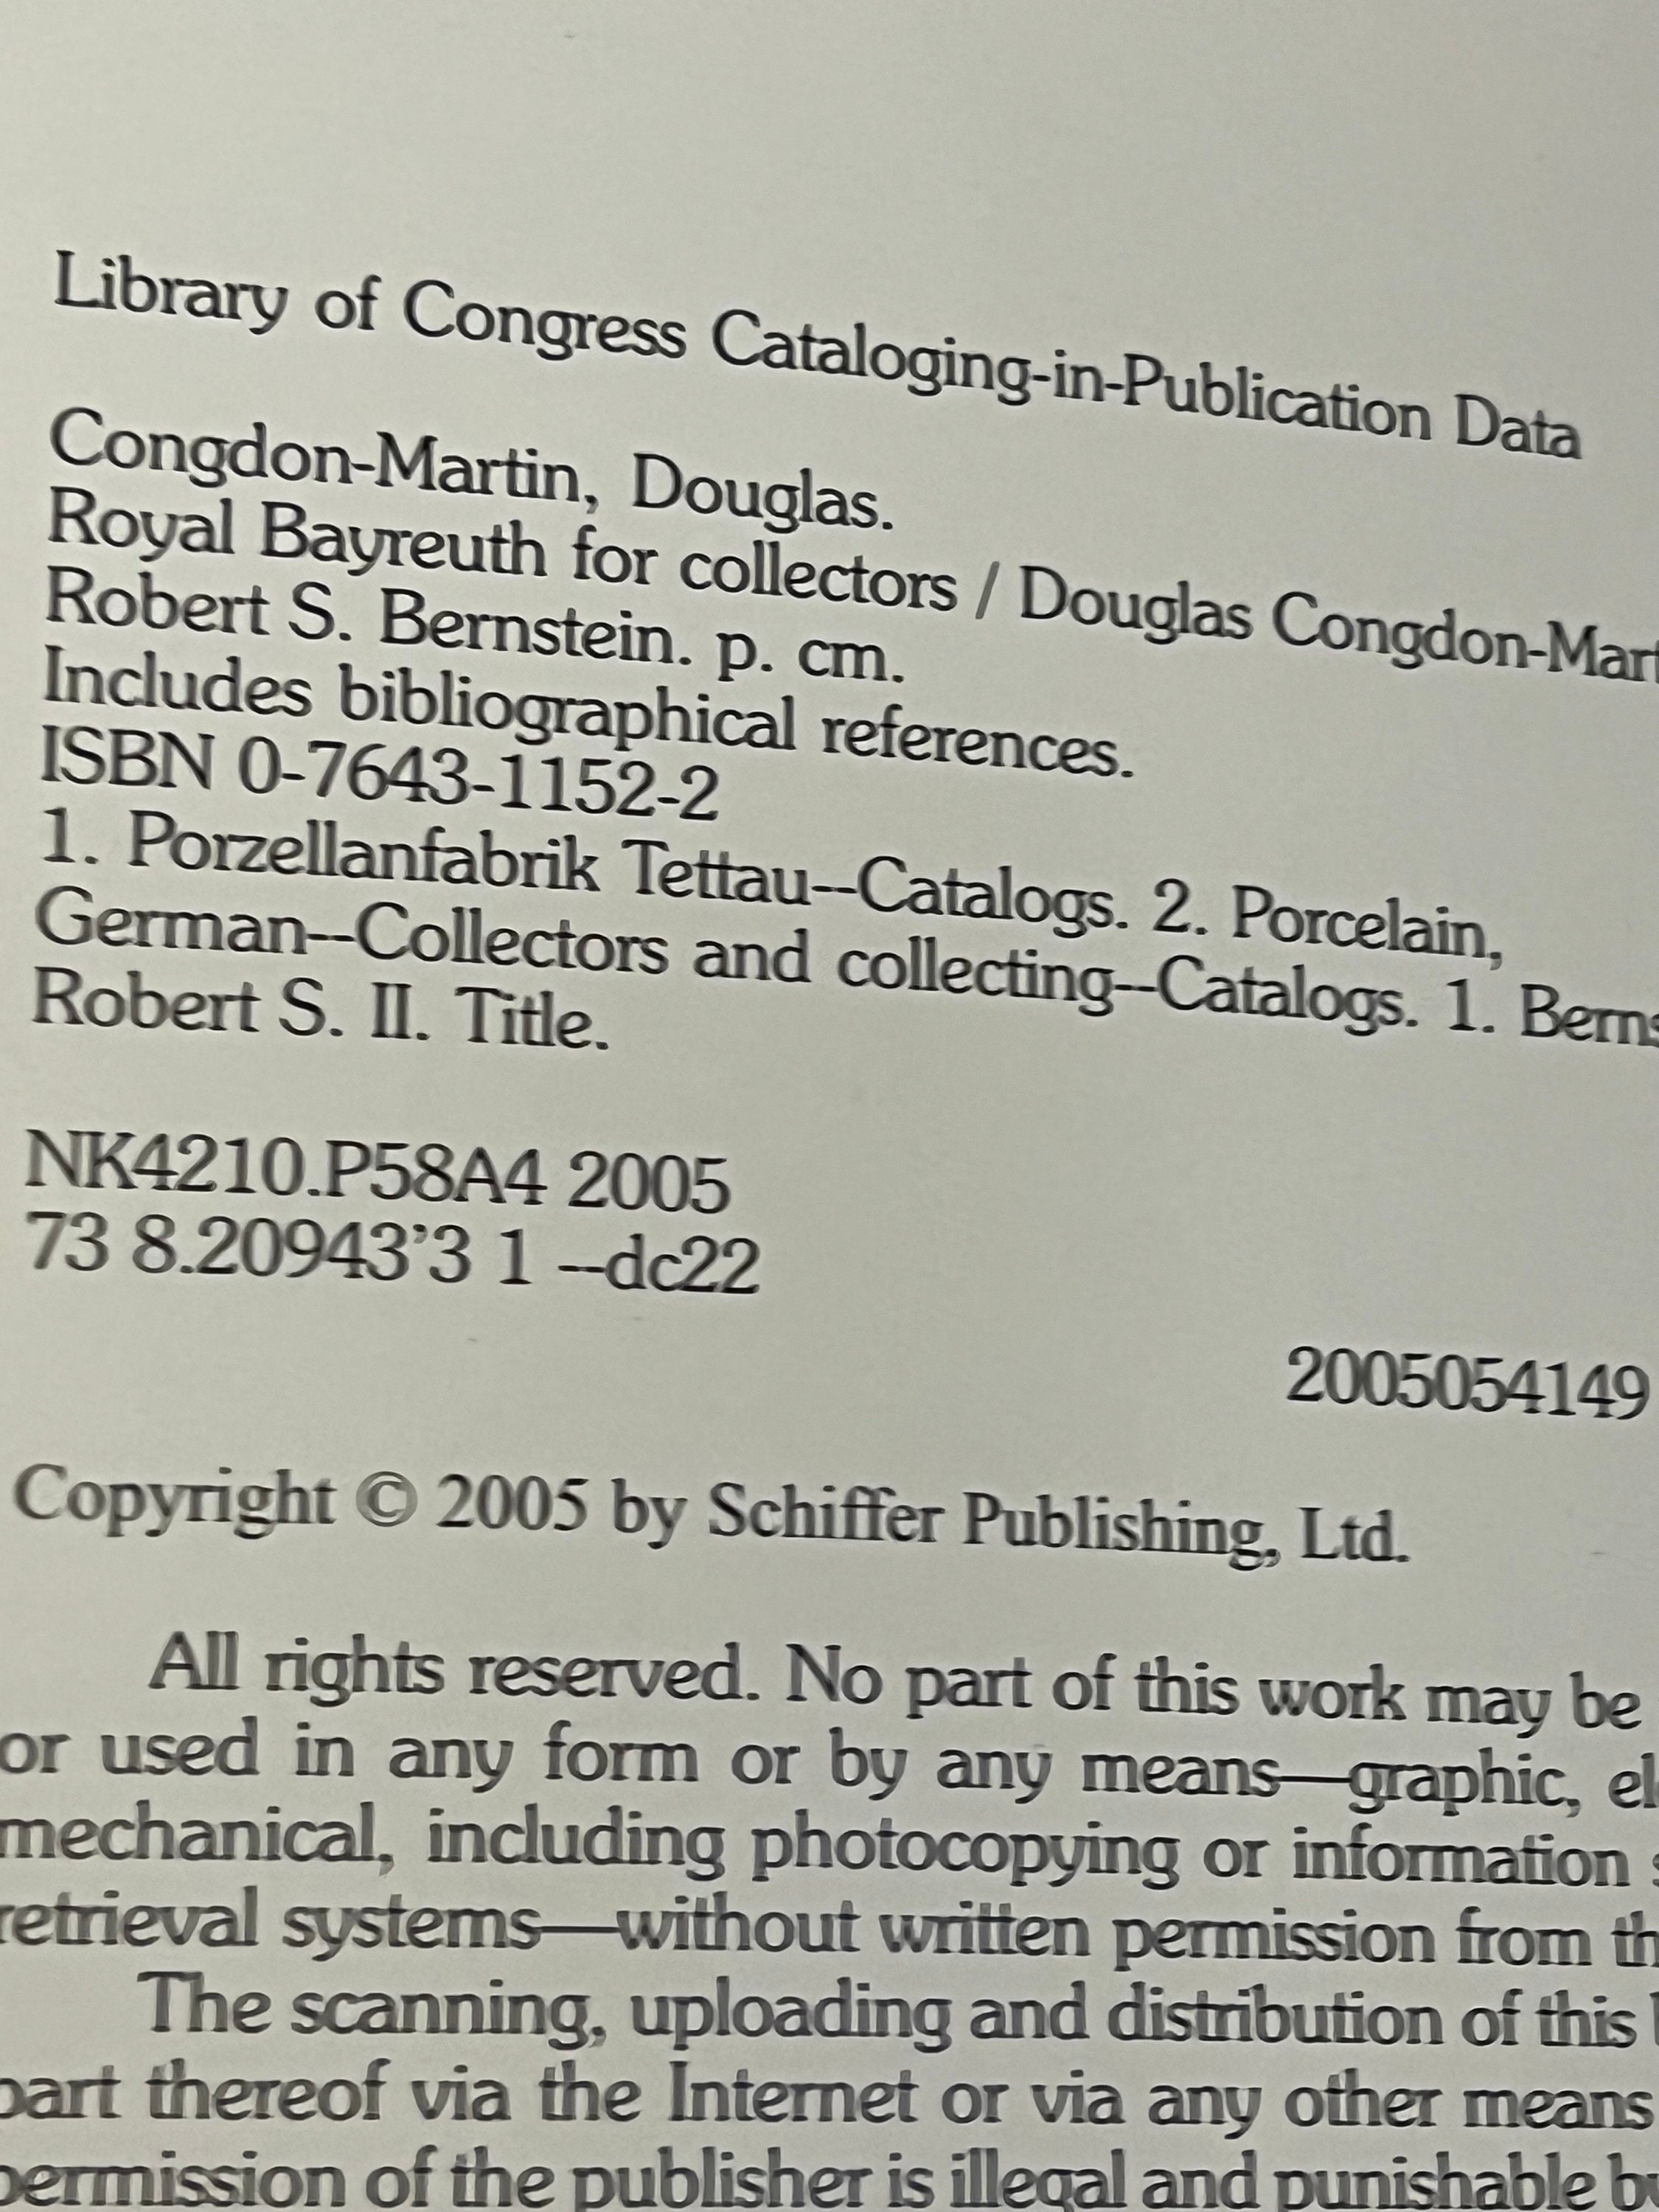 Library of Congress Cataloging-in-Publication Data
Congdon-Martin, Douglas.
Royal Bayreuth for collectors / Douglas
Robert S. Bernstein. p. cm.
Includes bibliographical references.
ISBN 0-7643-1152-2
1. Porzellanfabrik Tettau--Catalogs. 2. Porcelain,
German--Collectors and collecting--Catalogs. 1.
Robert S. II. Title.
NK4210.P58A4 2005
73 8.20943’3 1 --dc22
2005054149
Copyright © 2005 by Schiffer Publishing, Ltd.
All rights reserved. No part of this work may be
or used in any form or by any means—graphic,
mechanical, including photocopying or information
retrieval systems—without written permission from
The scanning, uploading and distribution of this
part thereof via the Internet or via any other means
permission of the publisher is illegal and punishable